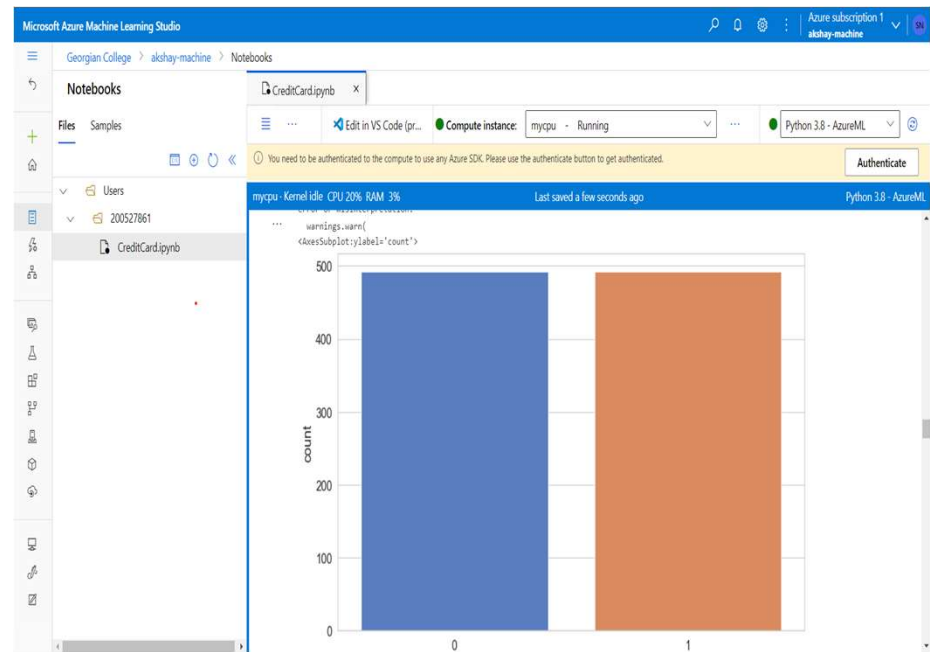 Microsoft Azure Machine Learning Studio
Azure subscription 1
akshay-machine
SN
Georgian College > akshay-machine > Notebooks
Notebooks
CreditCard.ipynb ×
Files Samples
... Edit in VS Code (pr... Compute instance: mycpu - Running ... Python 3.8 - AzureML
You need to be authenticated to the compute to use any Azure SDK. Please use the authenticate button to get authenticated.
Authenticate
Users
200527861
CreditCard.ipynb
mycpu · Kernel idle CPU 20% RAM 3% Last saved a few seconds ago Python 3.8 - AzureML
error or misinterpretation.
... warnings.warn(
<AxesSubplot:ylabel='count'>
500
400
300
200
100
0
count
0 1